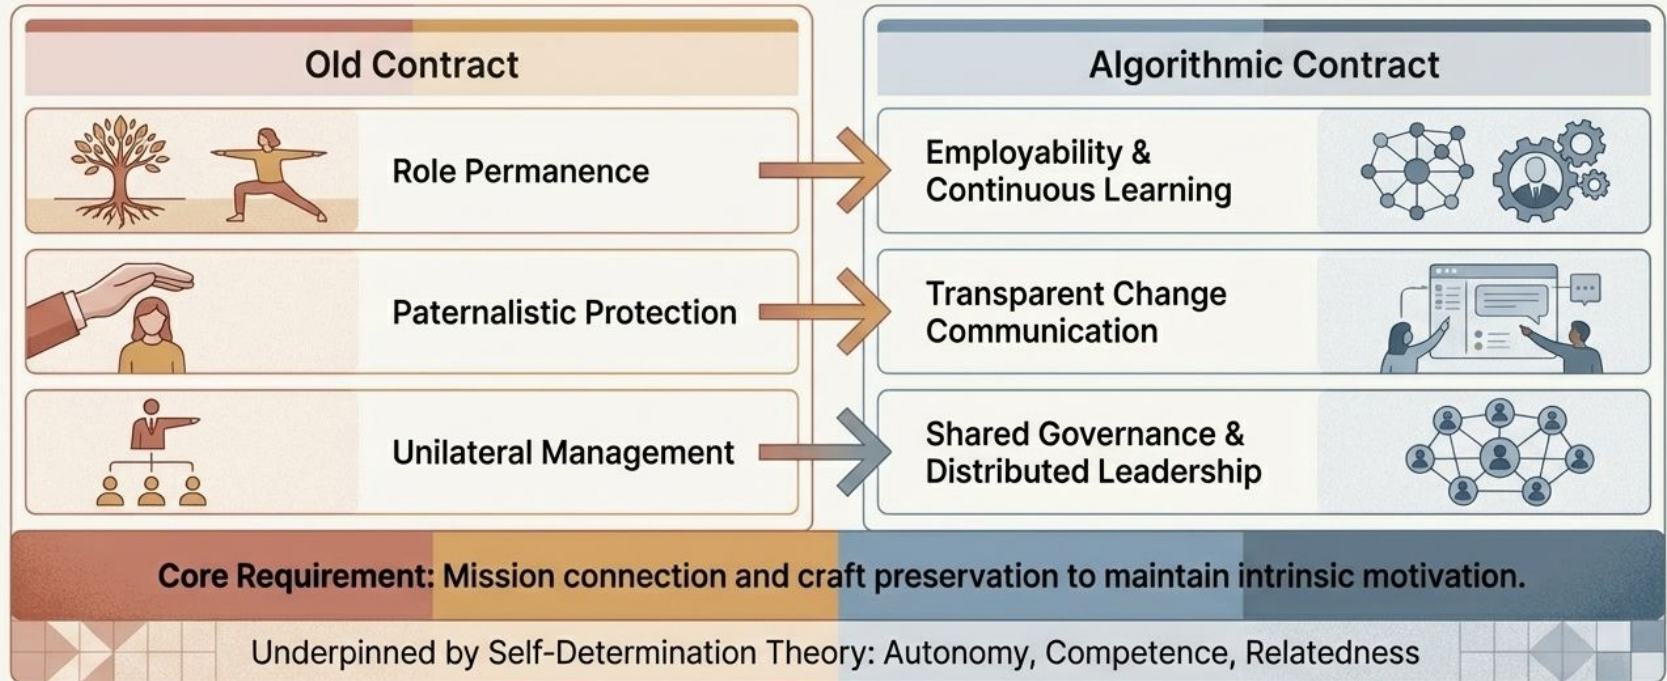 Old Contract
Algorithmic Contract
Role Permanence
Employability &
Continuous Learning
Paternalistic Protection
Transparent Change
Communication
Unilateral Management
Shared Governance &
Distributed Leadership
Core Requirement: Mission connection and craft preservation to maintain intrinsic motivation.
Underpinned by Self-Determination Theory: Autonomy, Competence, Relatedness